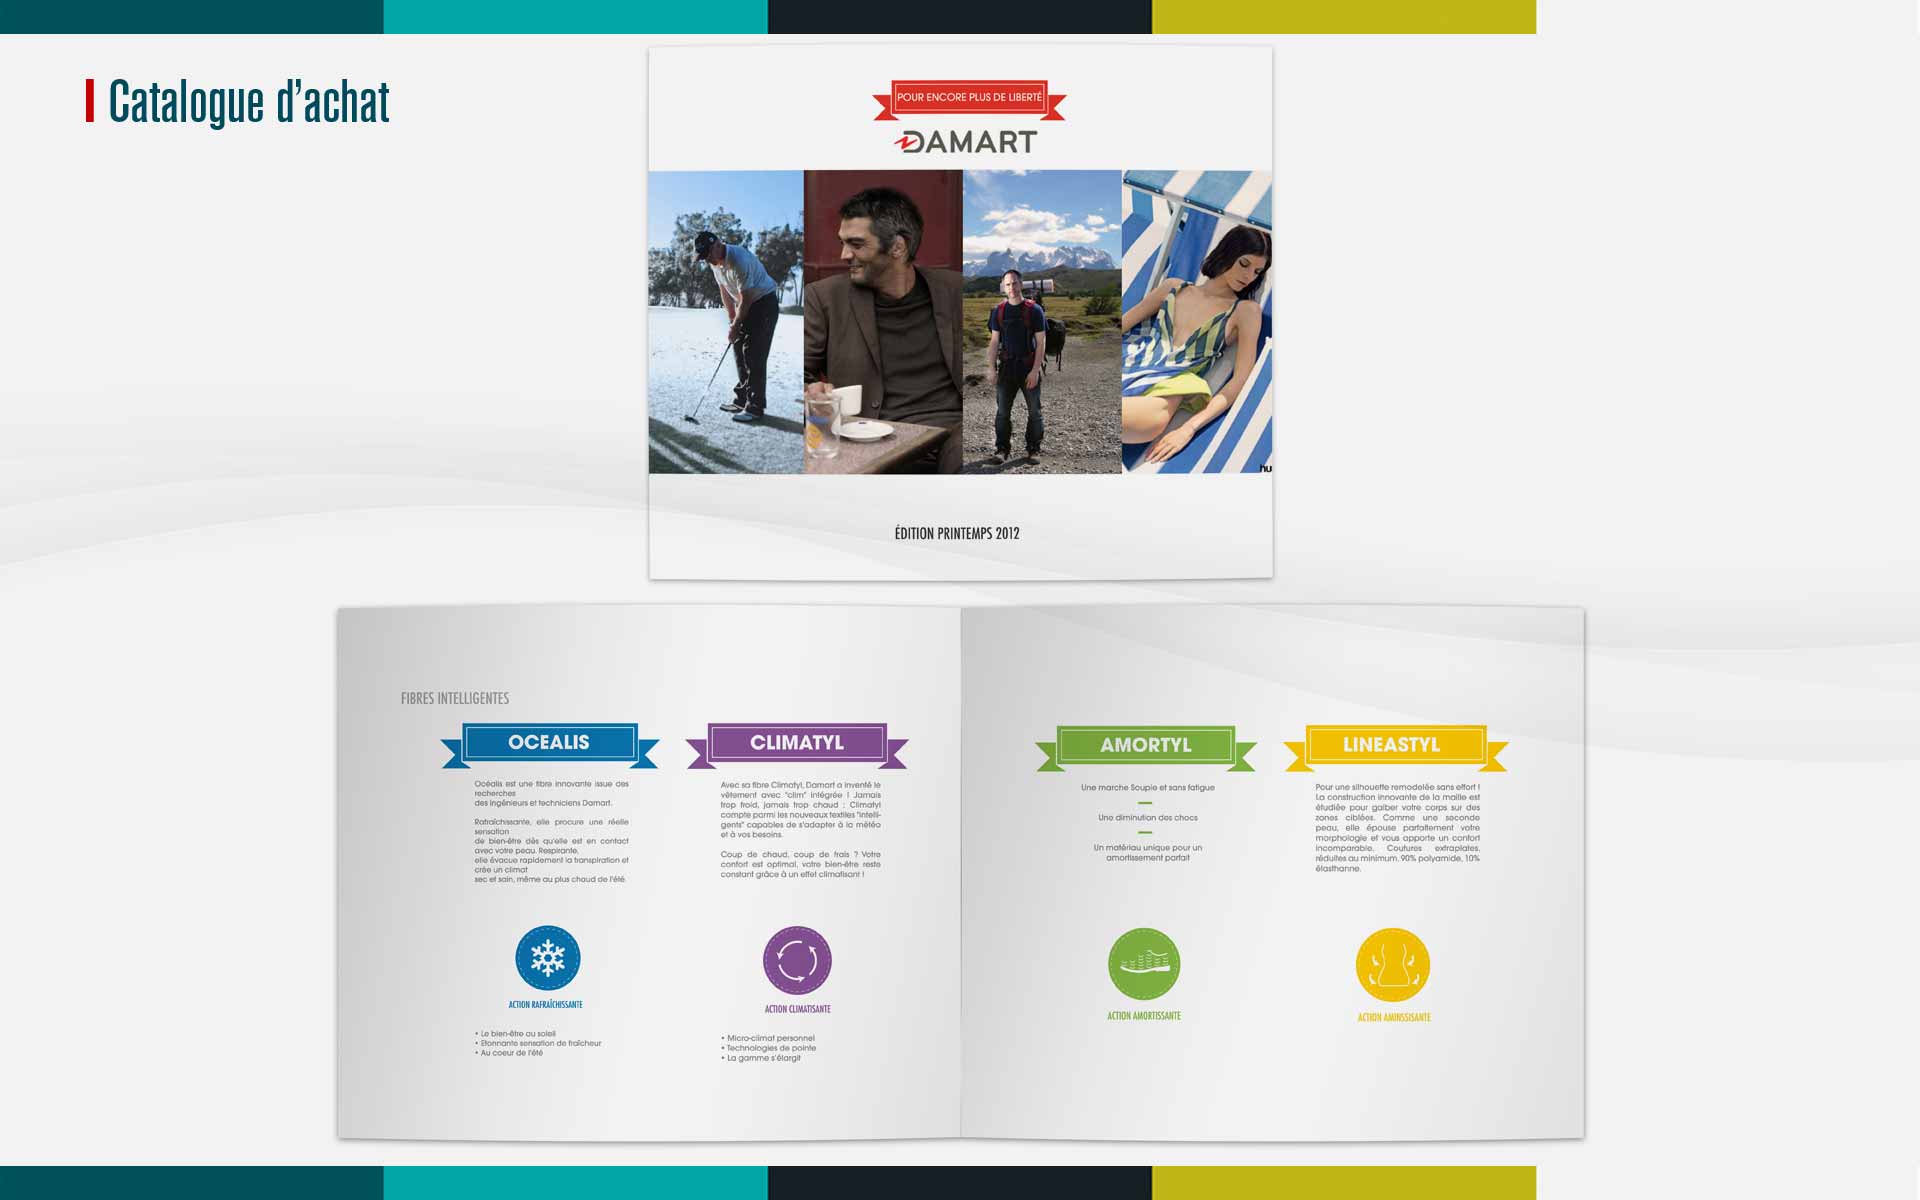 Catalogue d'achat
POUR ENCORE PLUS DE LIBERTÉ
DAMART
hu
ÉDITION PRINTEMPS 2012
FIBRES INTELLIGENTES
OCEALIS
Océalis est une fibre innovante issue des
recherches
des ingénieurs et techniciens Damart.
Rafraîchissante, elle procure une réelle
sensation
de bien-être dès qu'elle est en contact
avec votre peau. Respirante,
elle évacue rapidement la transpiration et
crée un climat
sec et sain, même au plus chaud de l'été.
ACTION RAFRAÎCHISSANTE
• Le bien-être au soleil
• Etonnante sensation de fraîcheur
• Au coeur de l'été
CLIMATYL
Avec sa fibre Climatyl, Damart a inventé le
vêtement avec "clim" intégrée ! Jamais
trop froid, jamais trop chaud : Climatyl
compte parmi les nouveaux textiles "intelli-
gents" capables de s'adapter à la météo
et à vos besoins.
Coup de chaud, coup de frais ? Votre
confort est optimal, votre bien-être reste
constant grâce à un effet climatisant !
ACTION CLIMATISANTE
• Micro-climat personnel
• Technologies de pointe
• La gamme s'élargit
AMORTYL
Une marche Souple et sans fatigue
Une diminution des chocs
Un matériau unique pour un
amortissement parfait
ACTION AMORTISSANTE
LINEASTYL
Pour une silhouette remodelée sans effort !
La construction innovante de la maille est
étudiée pour galber votre corps sur des
zones ciblées. Comme une seconde
peau, elle épouse parfaitement votre
morphologie et vous apporte un confort
incomparable. Coutures extraplates,
réduites au minimum. 90% polyamide, 10%
élasthanne.
ACTION AMINSSISANTE